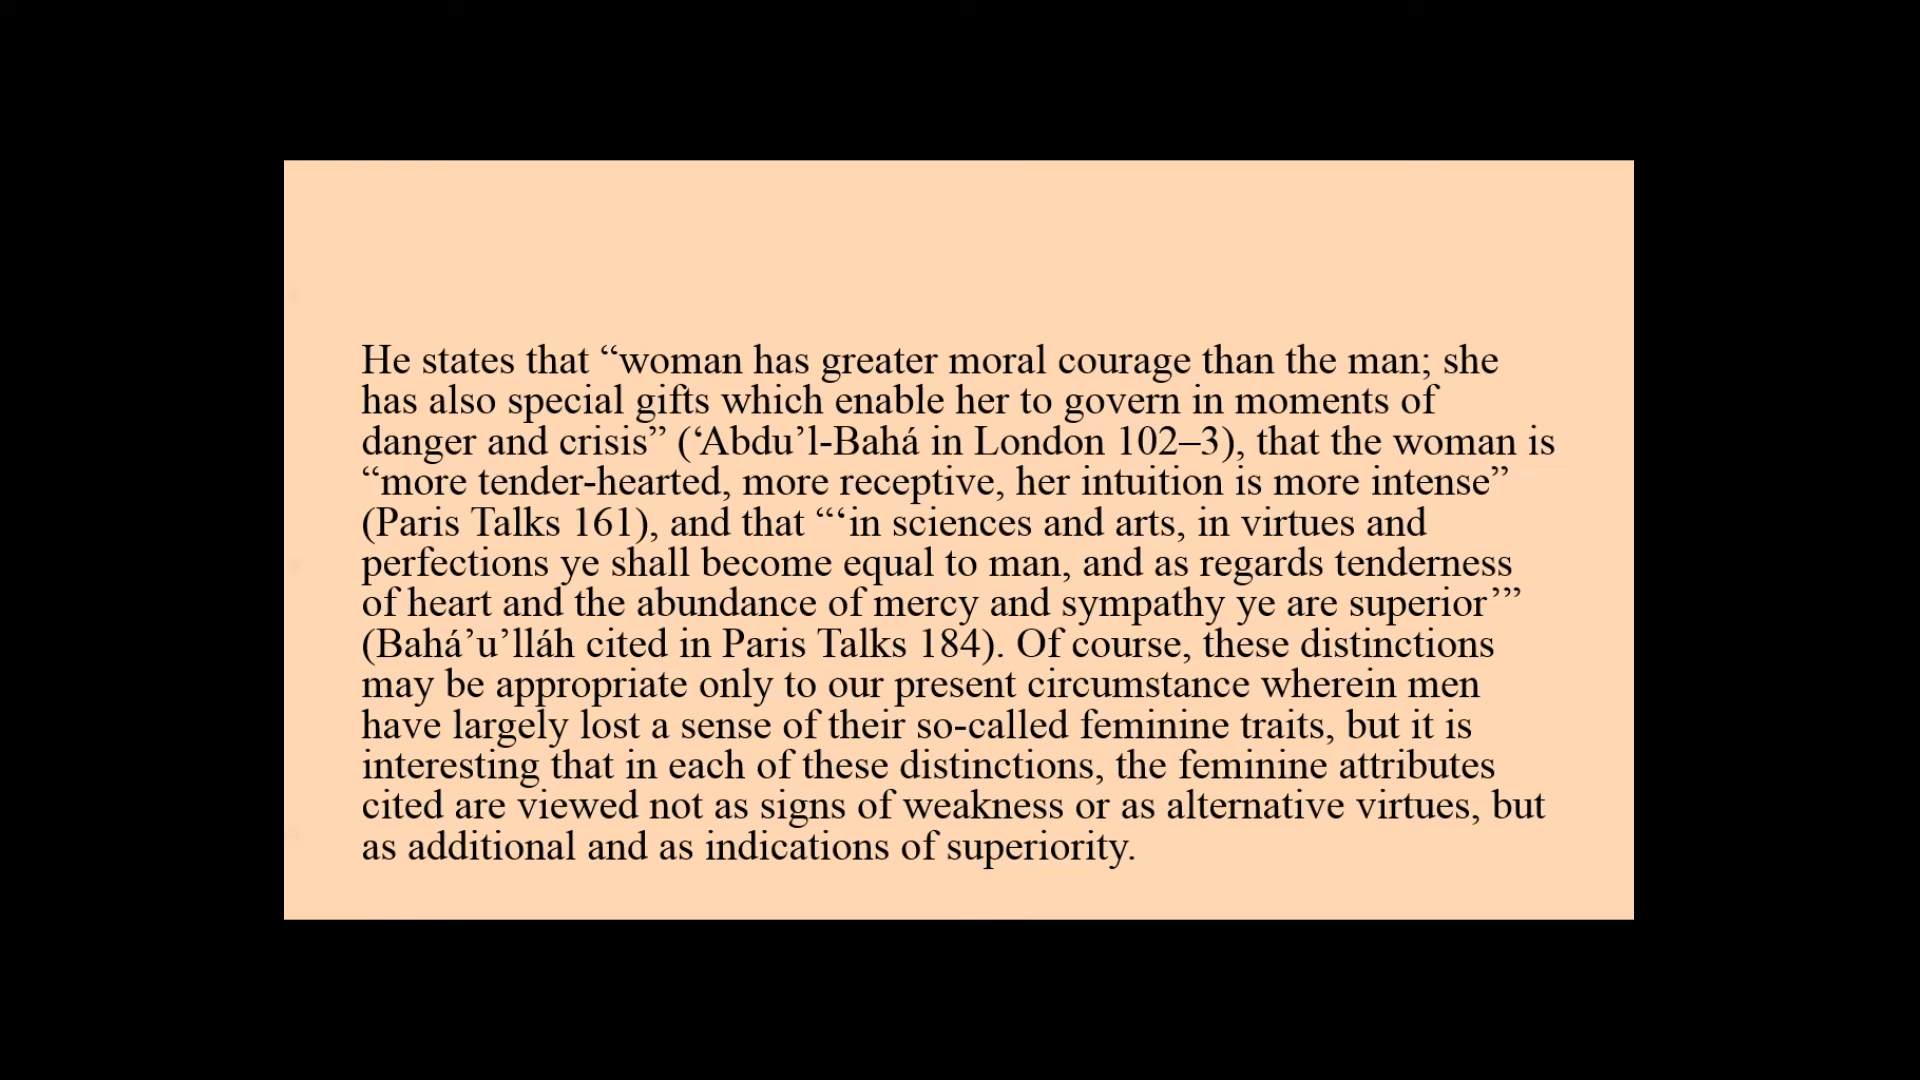 He states that “woman has greater moral courage than the man; she
has also special gifts which enable her to govern in moments of
danger and crisis” (‘Abdu’l-Bahá in London 102–3), that the woman is
“more tender-hearted, more receptive, her intuition is more intense”
(Paris Talks 161), and that “‘in sciences and arts, in virtues and
perfections ye shall become equal to man, and as regards tenderness
of heart and the abundance of mercy and sympathy ye are superior’”
(Bahá’u’lláh cited in Paris Talks 184). Of course, these distinctions
may be appropriate only to our present circumstance wherein men
have largely lost a sense of their so-called feminine traits, but it is
interesting that in each of these distinctions, the feminine attributes
cited are viewed not as signs of weakness or as alternative virtues, but
as additional and as indications of superiority.